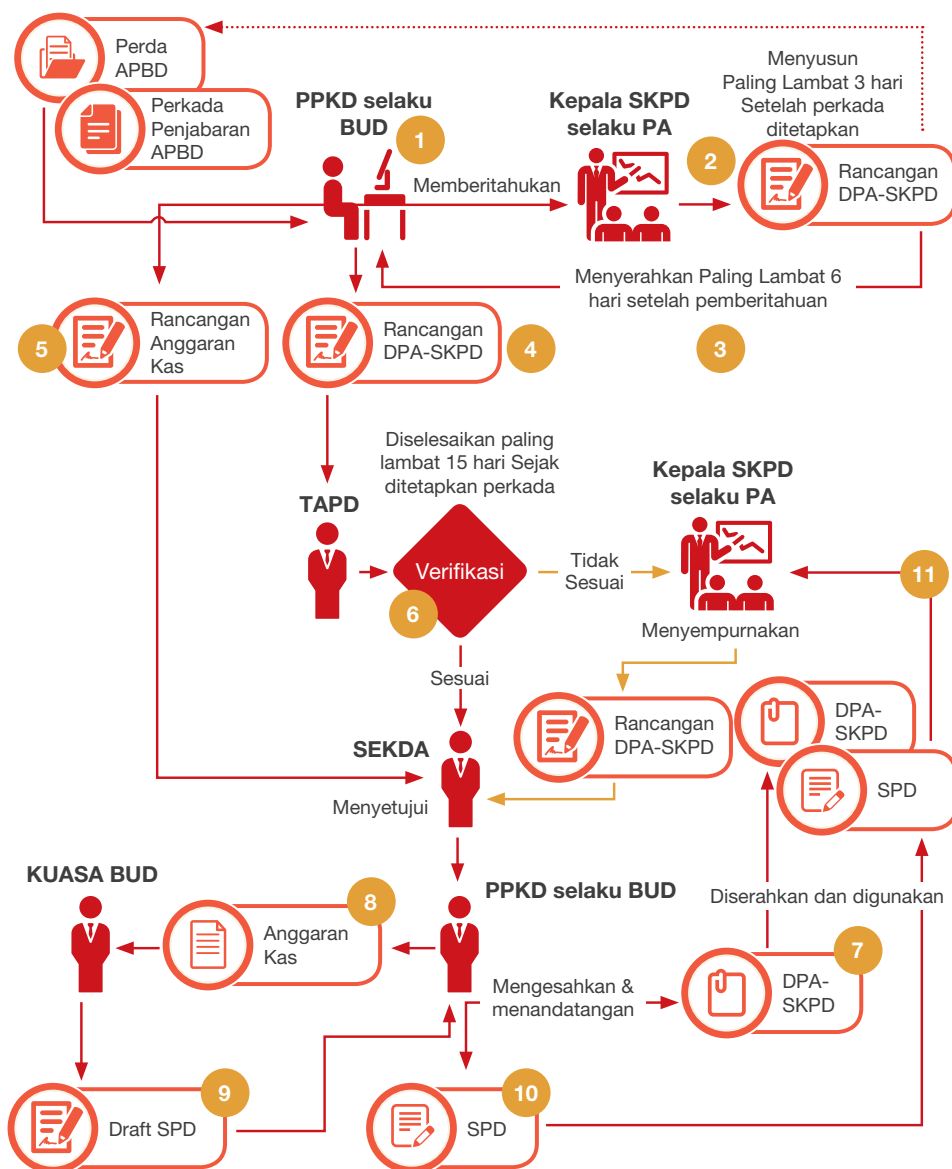 Perda
APBD
Perkada
Penjabaran
APBD
PPKD selaku
BUD
1
Memberitahukan
Kepala SKPD
selaku PA
2
Menyusun
Paling Lambat 3 hari
Setelah perkada
ditetapkan
Rancangan
DPA-SKPD
Menyerahkan Paling Lambat 6
hari setelah pemberitahuan
3
5
Rancangan
Anggaran
Kas
Rancangan
DPA-SKPD
4
Diselesaikan paling
lambat 15 hari Sejak
ditetapkan perkada
TAPD
Verifikasi
6
Tidak
Sesuai
Kepala SKPD
selaku PA
11
Menyempurnakan
Sesuai
Rancangan
DPA-SKPD
DPA-
SKPD
SPD
SEKDA
Menyetujui
KUASA BUD
8
Anggaran
Kas
PPKD selaku BUD
Diserahkan dan digunakan
Mengesahkan &
menandatangan
7
DPA-
SKPD
9
Draft SPD
10
SPD